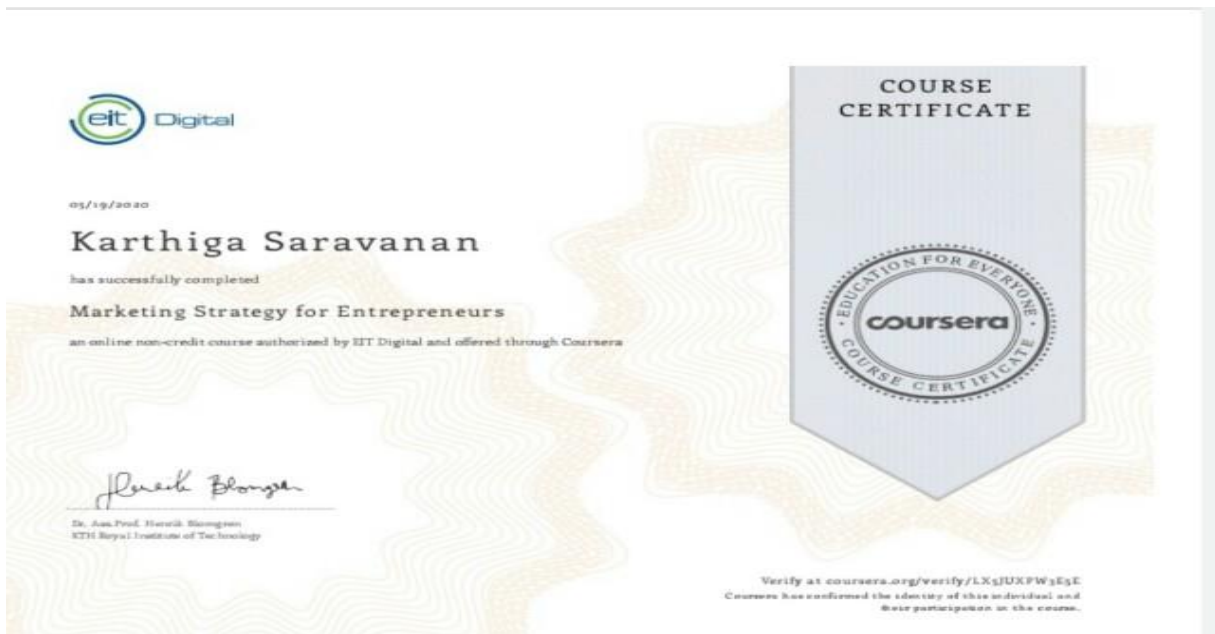 eit Digital
COURSE
CERTIFICATE
05/19/2020
Karthiga Saravanan
has successfully completed
Marketing Strategy for Entrepreneurs
an online non-credit course authorized by EIT Digital and offered through Coursera
EDUCATION FOR EVERYONE
coursera
COURSE CERTIFICATE
Henrik Blomgren
Dr, Ass.Prof. Henrik Blomgren
KTH Royal Institute of Technology
Verify at coursera.org/verify/LX5JUXPW3E5E
Coursera has confirmed the identity of this individual and
their participation in the course.